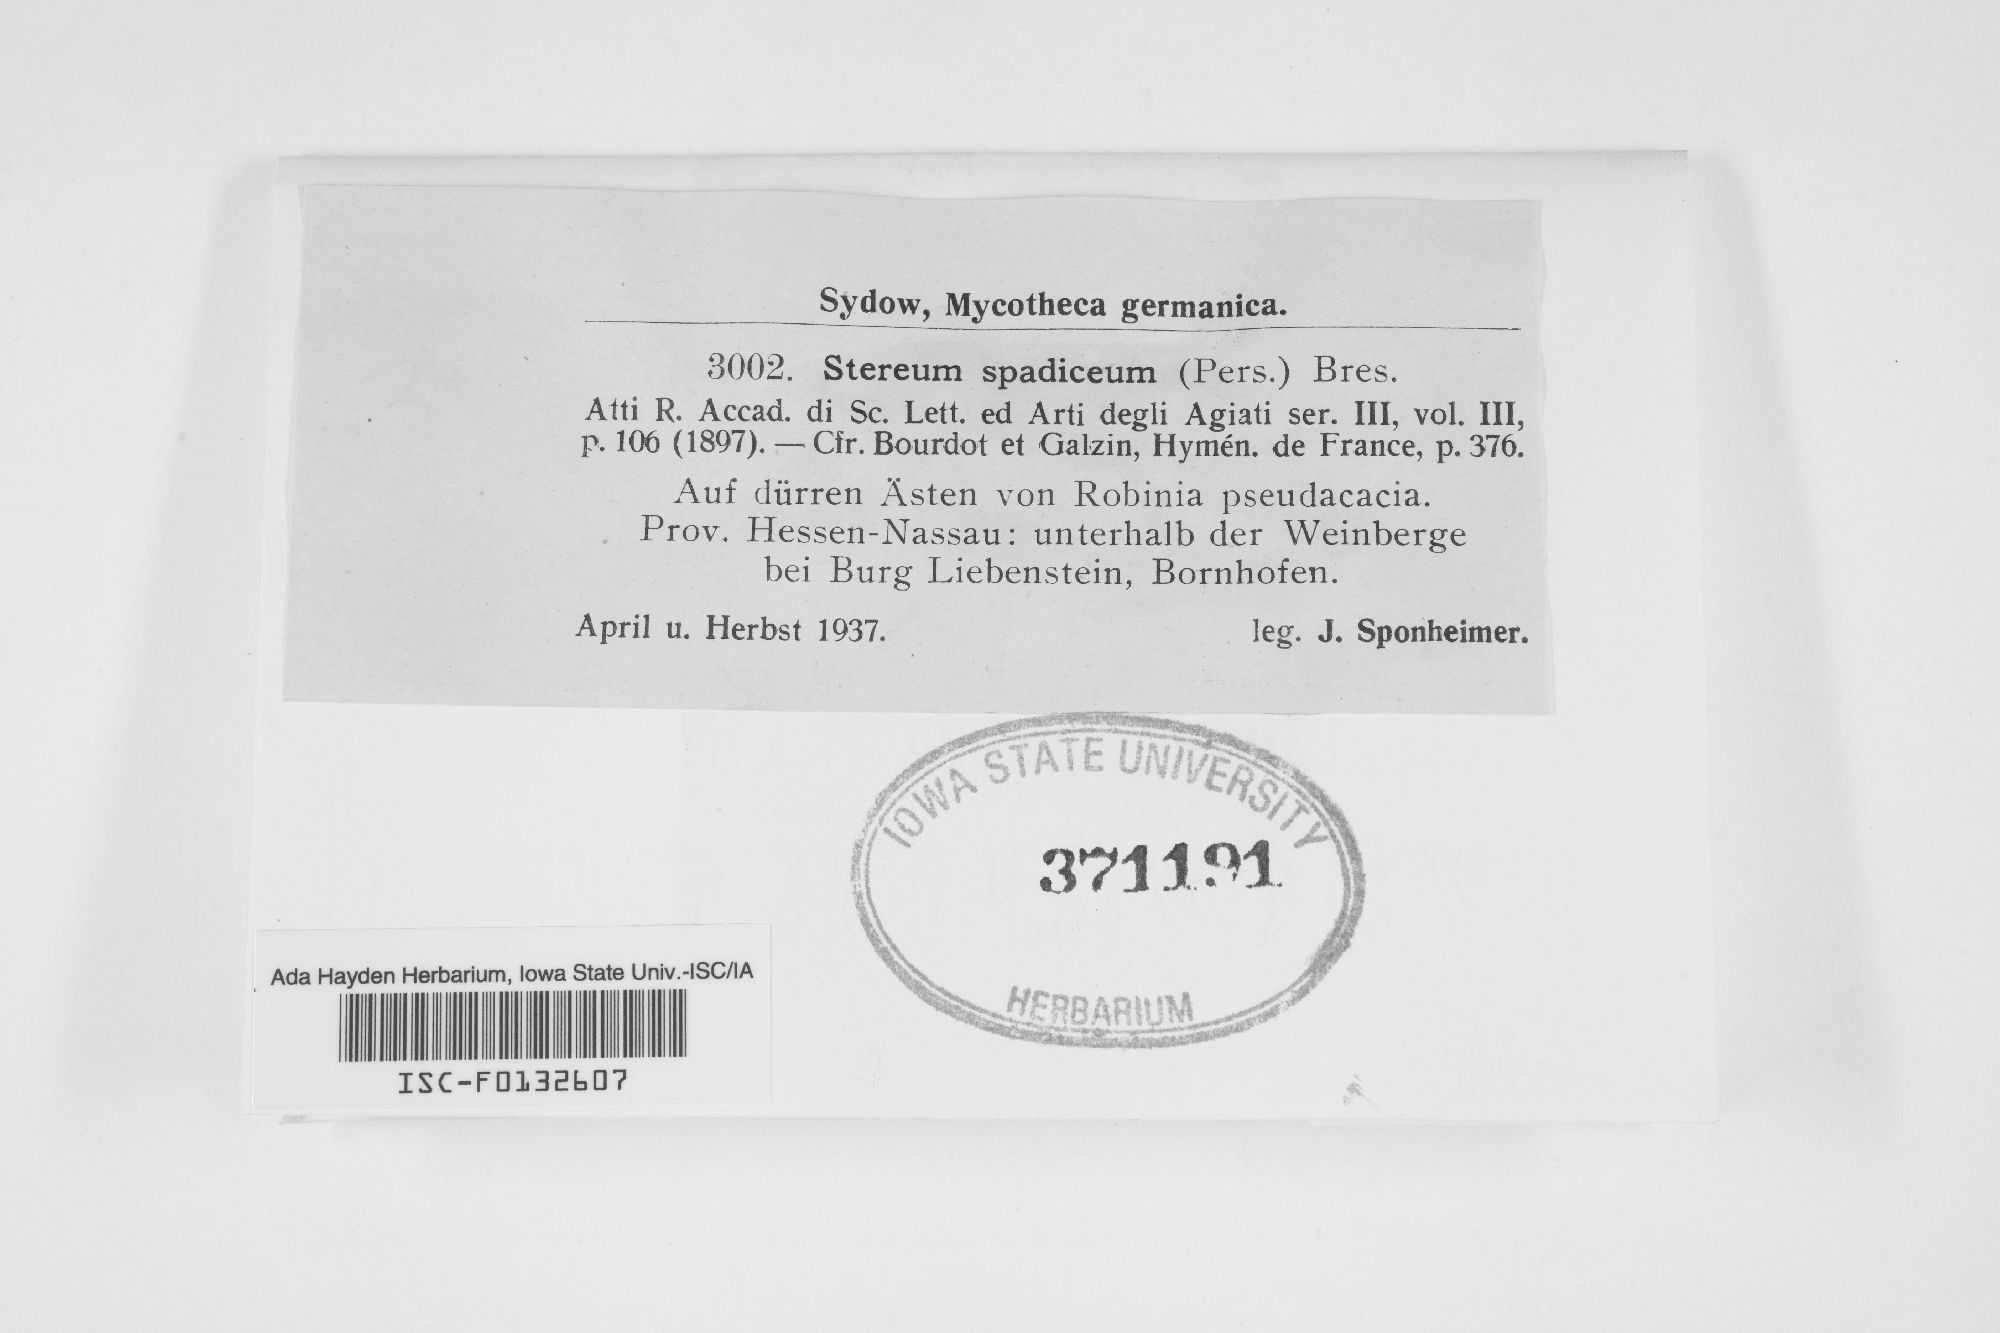 Sydow, Mycotheca germanica.
3002. Stereum spadiceum (Pers.) Bres.
Atti R. Accad. di Sc. Lett. ed Arti degli Agiati ser. III, vol. III,
p. 106 (1897). — Cfr. Bourdot et Galzin, Hymén. de France, p. 376.
Auf dürren Ästen von Robinia pseudacacia.
Prov. Hessen-Nassau: unterhalb der Weinberge
bei Burg Liebenstein, Bornhofen.
April u. Herbst 1937. leg. J. Sponheimer.
IOWA STATE UNIVERSITY
371191
HERBARIUM
Ada Hayden Herbarium, Iowa State Univ.-ISC/IA
ISC-F0132607